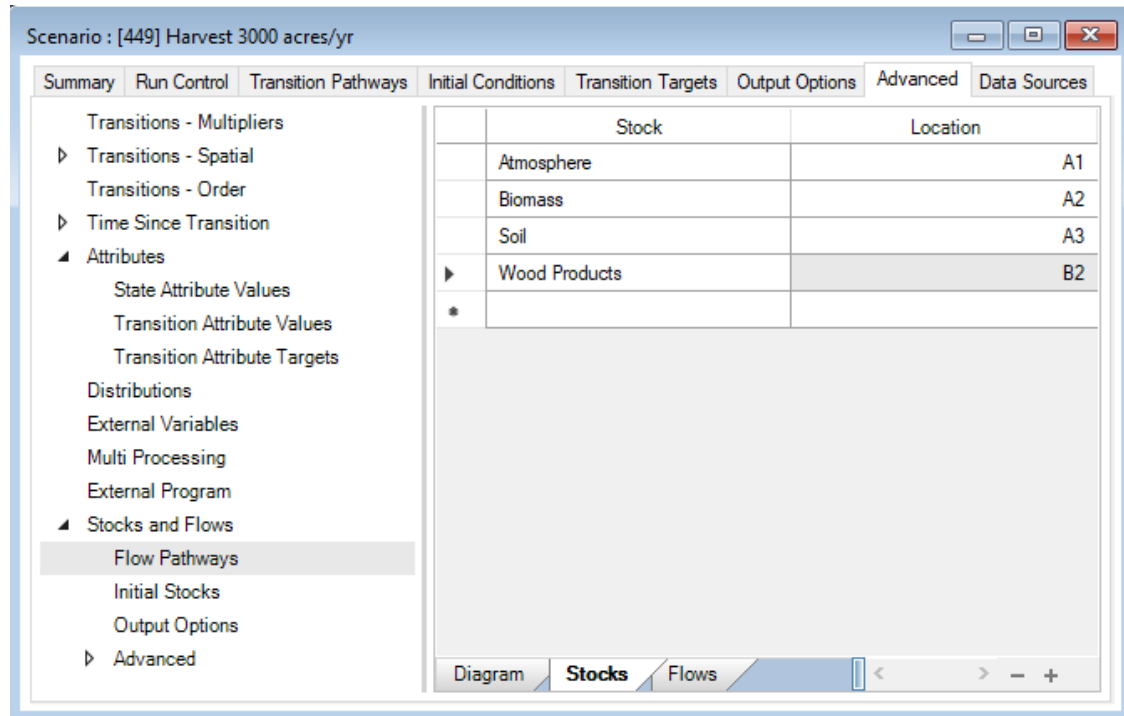 Scenario : [449] Harvest 3000 acres/yr
Summary Run Control Transition Pathways Initial Conditions Transition Targets Output Options Advanced Data Sources
Transitions - Multipliers
Transitions - Spatial
Transitions - Order
Time Since Transition
Attributes
State Attribute Values
Transition Attribute Values
Transition Attribute Targets
Distributions
External Variables
Multi Processing
External Program
Stocks and Flows
Flow Pathways
Initial Stocks
Output Options
Advanced
Stock Location
Atmosphere A1
Biomass A2
Soil A3
Wood Products B2
Diagram Stocks Flows